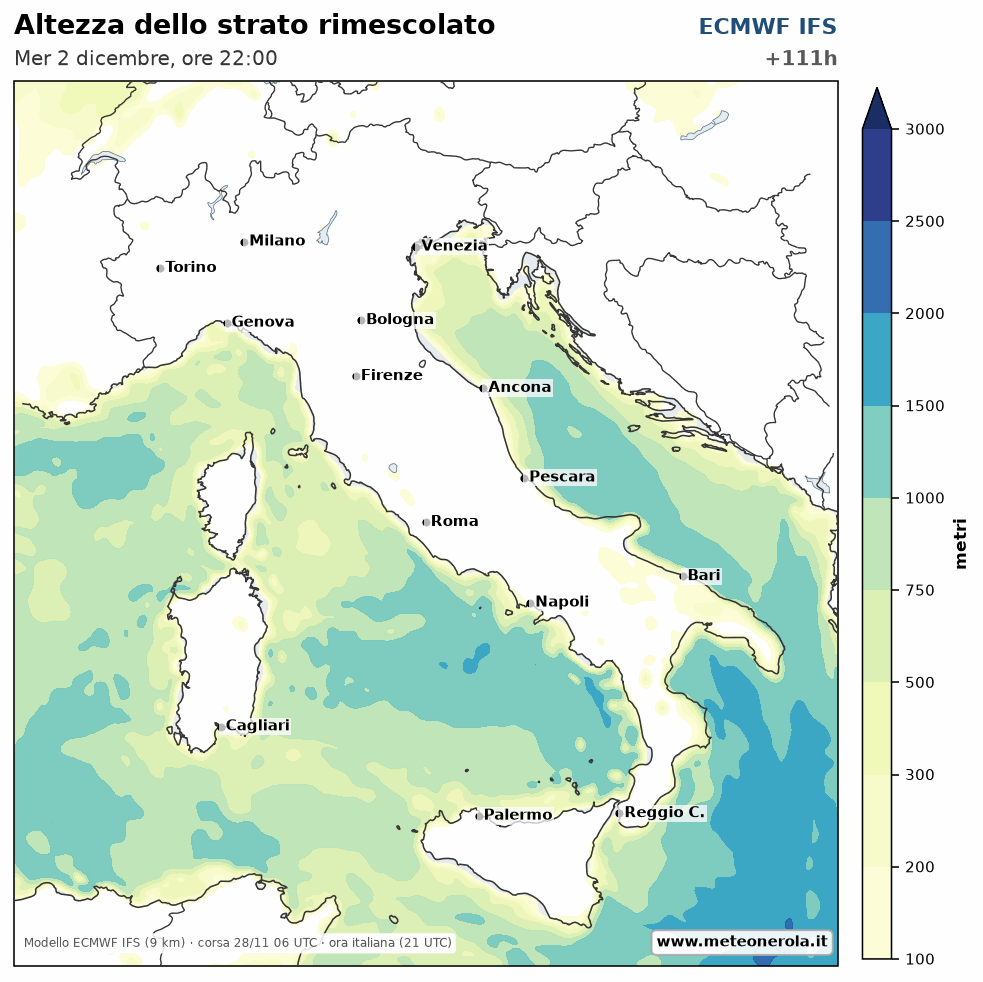 Altezza dello strato rimescolato
ECMWF IFS
Mer 2 dicembre, ore 22:00
+111h
Milano
Venezia
Torino
Genova
Bologna
Firenze
Ancona
Pescara
Roma
Bari
Napoli
Cagliari
Palermo
Reggio C.
3000
2500
2000
1500
1000
750
500
300
200
100
metri
Modello ECMWF IFS (9 km) · corsa 28/11 06 UTC · ora italiana (21 UTC)
www.meteonerola.it